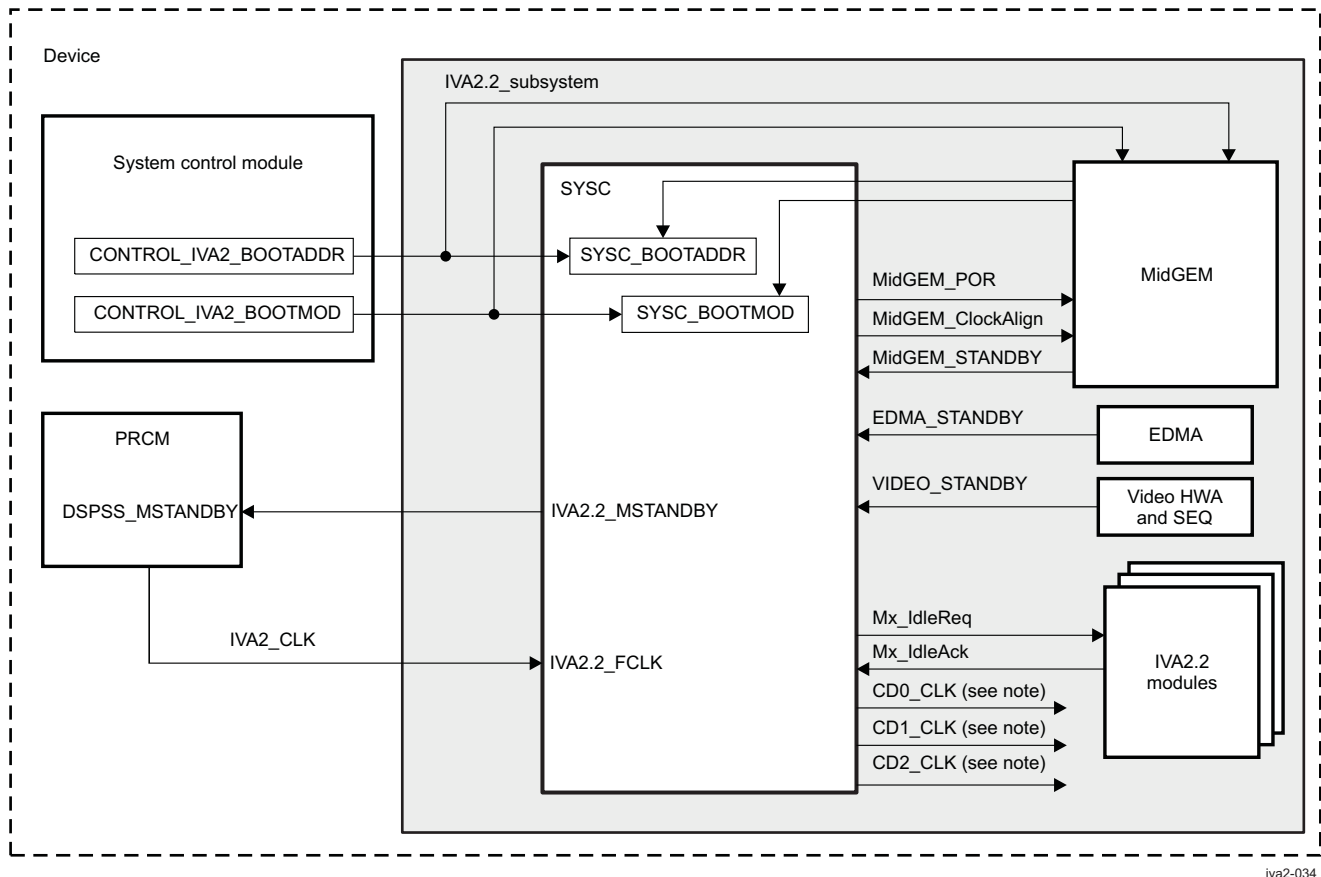 Device
IVA2.2_subsystem
System control module
SYSC
CONTROL_IVA2_BOOTADDR
SYSC_BOOTADDR
MidGEM
CONTROL_IVA2_BOOTMOD
SYSC_BOOTMOD
MidGEM_POR
MidGEM_ClockAlign
MidGEM_STANDBY
PRCM
EDMA_STANDBY
EDMA
DSPSS_MSTANDBY
IVA2.2_MSTANDBY
VIDEO_STANDBY
Video HWA
and SEQ
IVA2_CLK
IVA2.2_FCLK
Mx_IdleReq
Mx_IdleAck
IVA2.2
modules
CD0_CLK (see note)
CD1_CLK (see note)
CD2_CLK (see note)
iva2-034